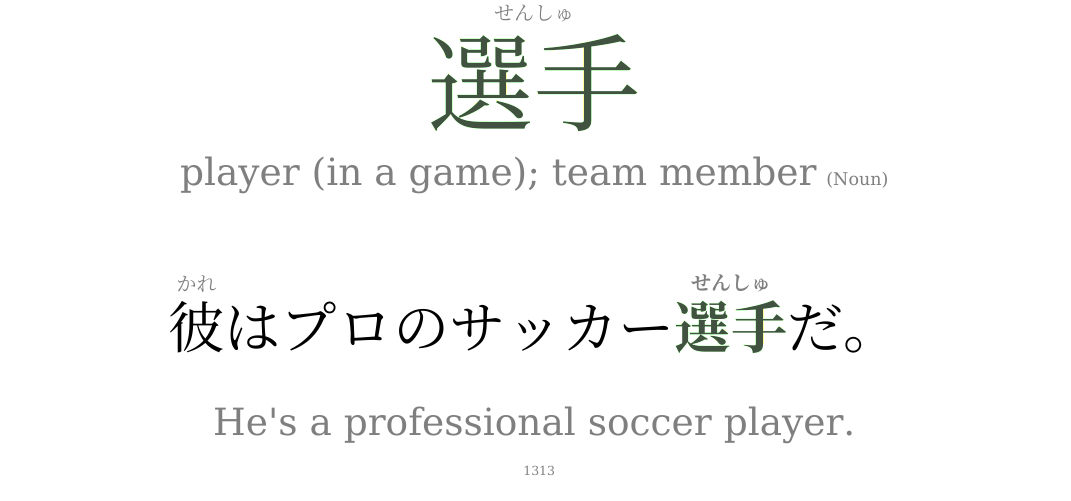 せんしゅ
選手
player (in a game); team member (Noun)
かれ せんしゅ
彼はプロのサッカー選手だ。
He's a professional soccer player.
1313